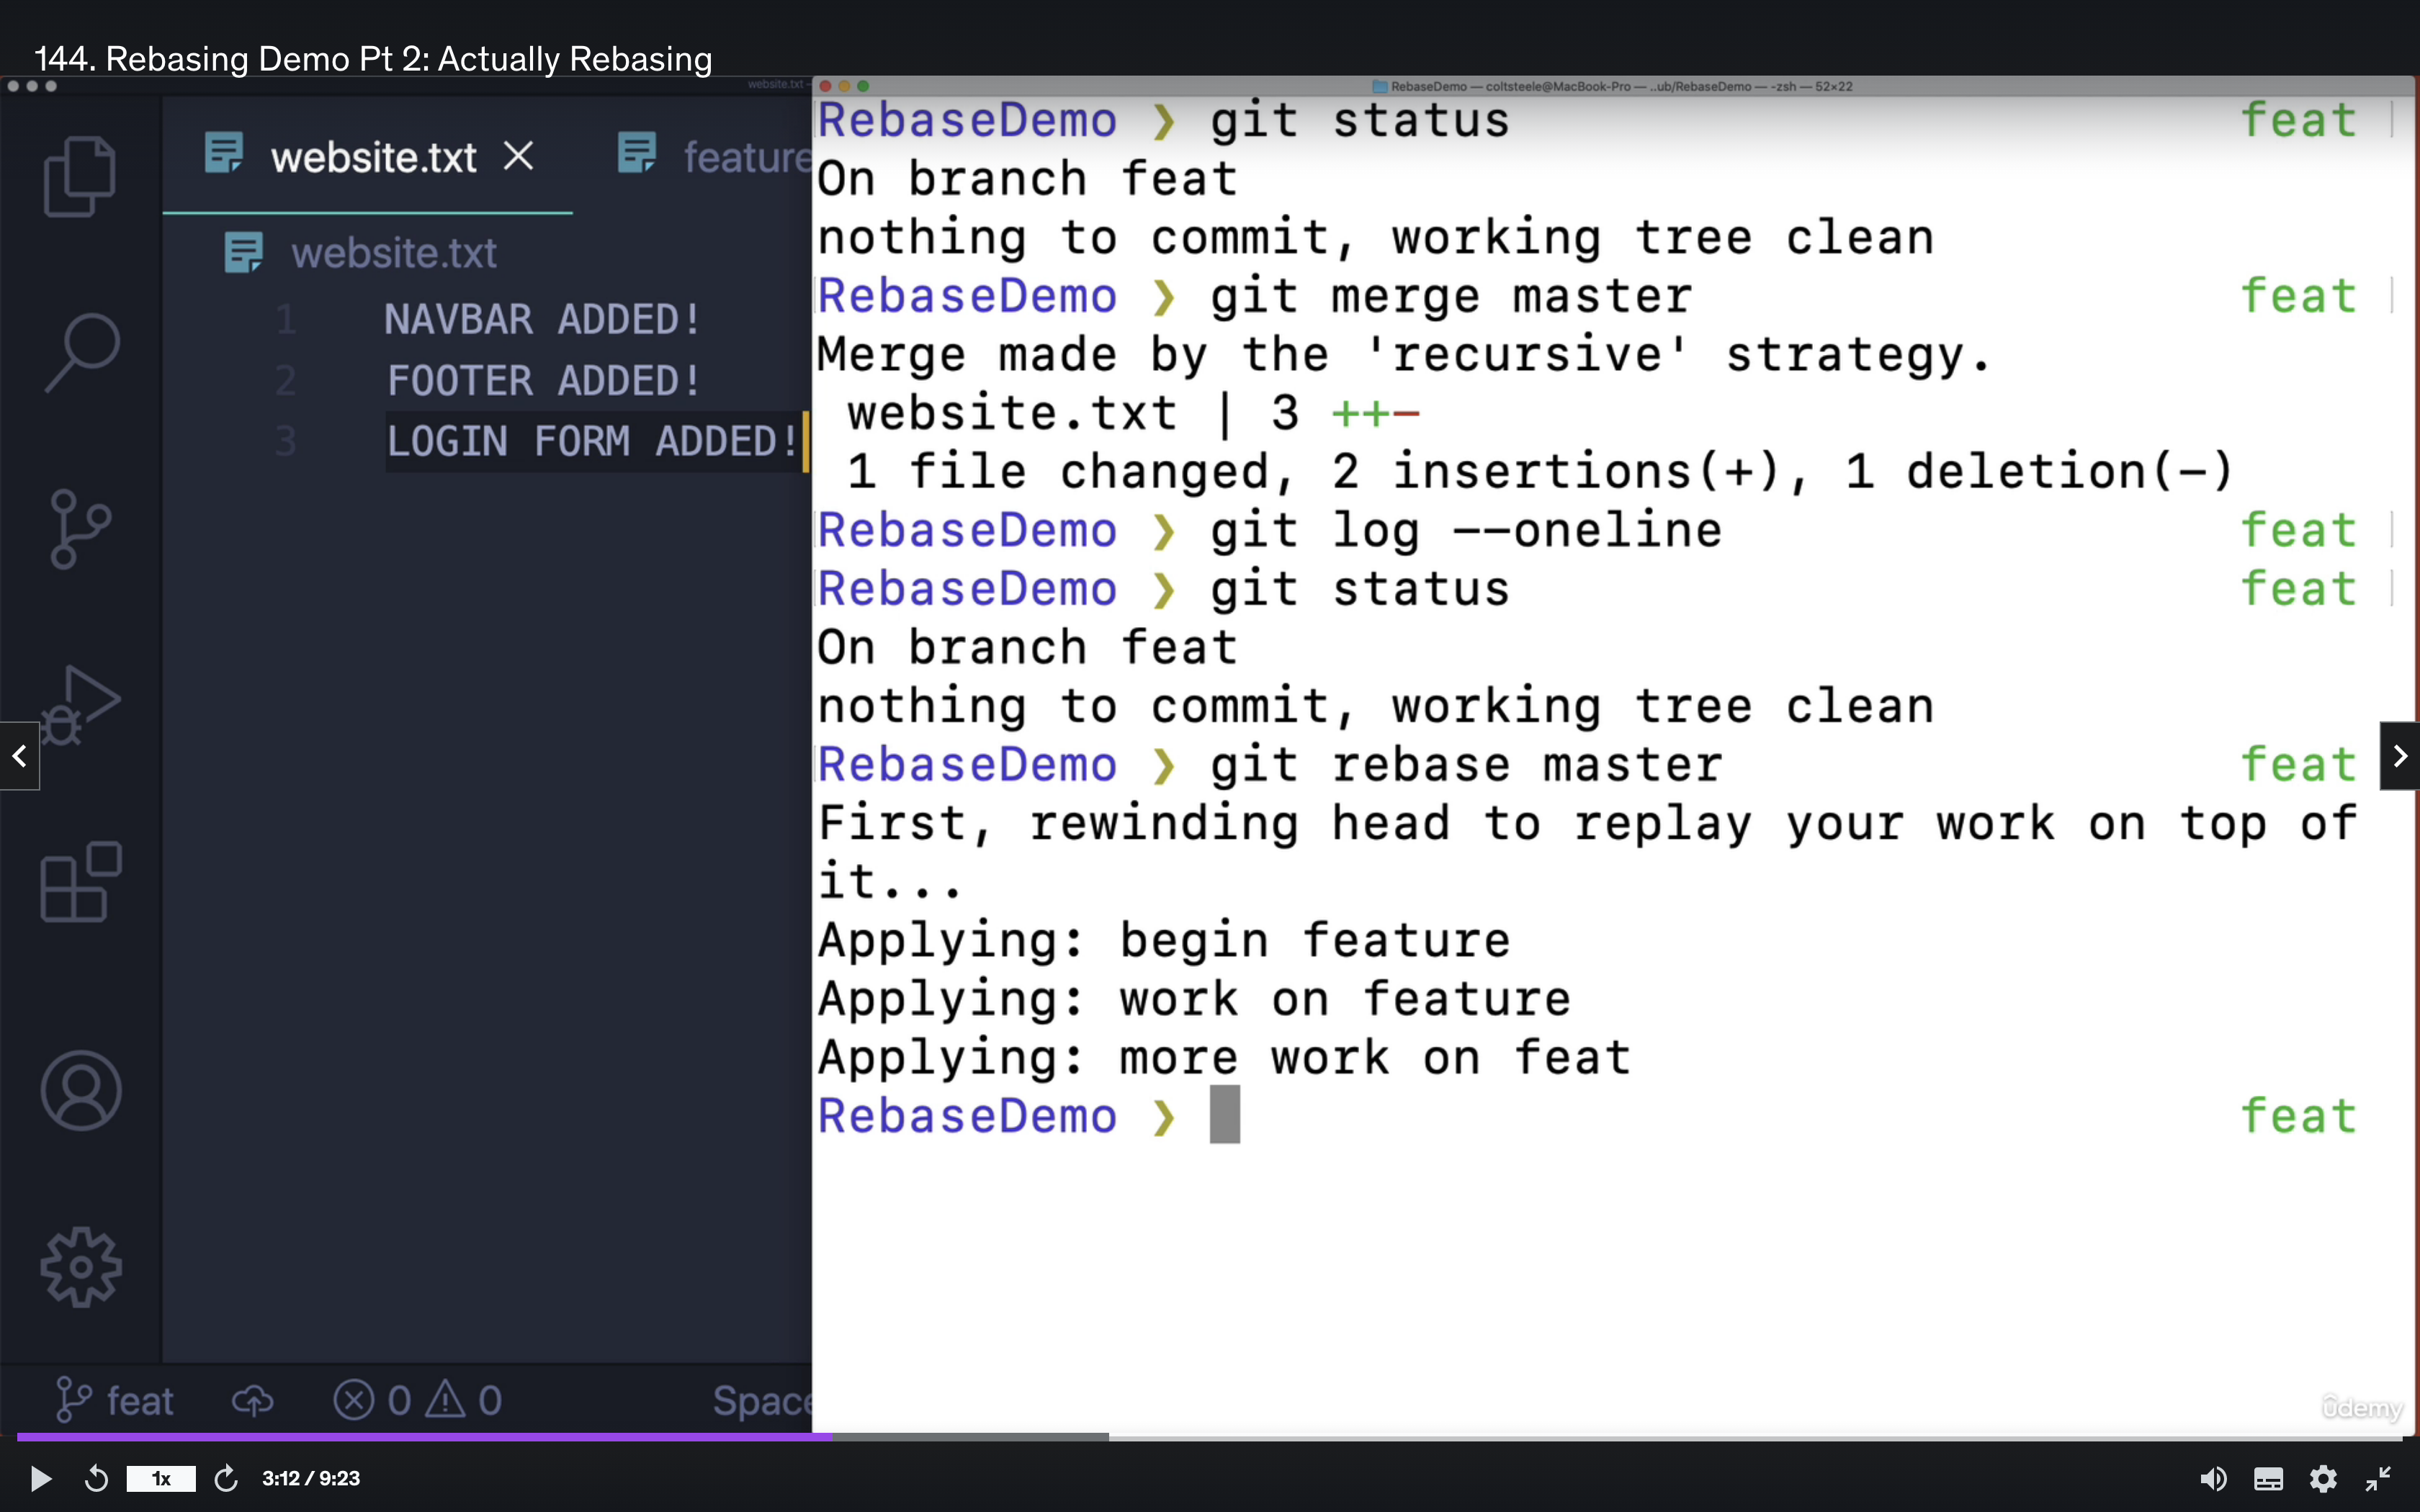 144. Rebasing Demo Pt 2: Actually Rebasing
website.txt —
RebaseDemo — coltsteele@MacBook-Pro — ..ub/RebaseDemo — -zsh — 52×22
website.txt
feature
website.txt
1 NAVBAR ADDED!
2 FOOTER ADDED!
3 LOGIN FORM ADDED!
RebaseDemo ❯ git status feat
On branch feat
nothing to commit, working tree clean
RebaseDemo ❯ git merge master feat
Merge made by the 'recursive' strategy.
website.txt | 3 ++-
1 file changed, 2 insertions(+), 1 deletion(-)
RebaseDemo ❯ git log --oneline feat
RebaseDemo ❯ git status feat
On branch feat
nothing to commit, working tree clean
RebaseDemo ❯ git rebase master feat
First, rewinding head to replay your work on top of
it...
Applying: begin feature
Applying: work on feature
Applying: more work on feat
RebaseDemo ❯ feat
feat 0 0 Space
udemy
1x 3:12 / 9:23